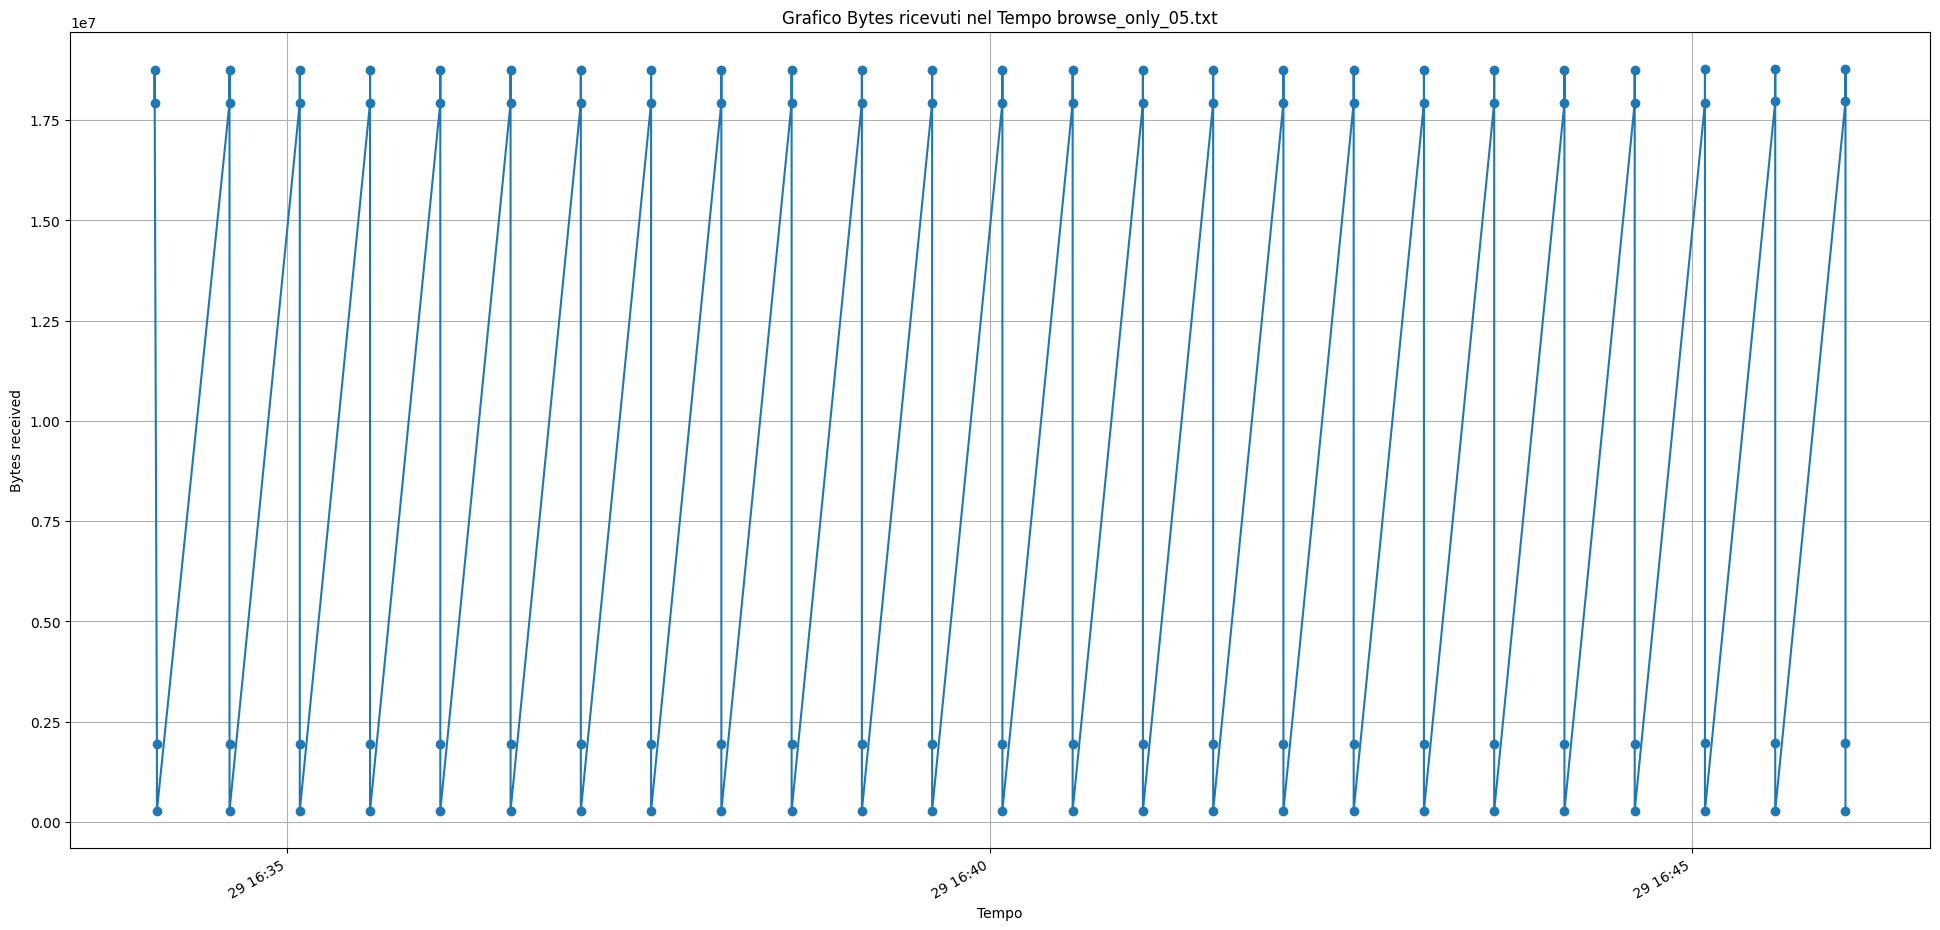 Grafico Bytes ricevuti nel Tempo browse_only_05.txt
1e7
1.75
1.50
1.25
1.00
0.75
0.50
0.25
0.00
Bytes received
29 16:35
29 16:40
29 16:45
Tempo